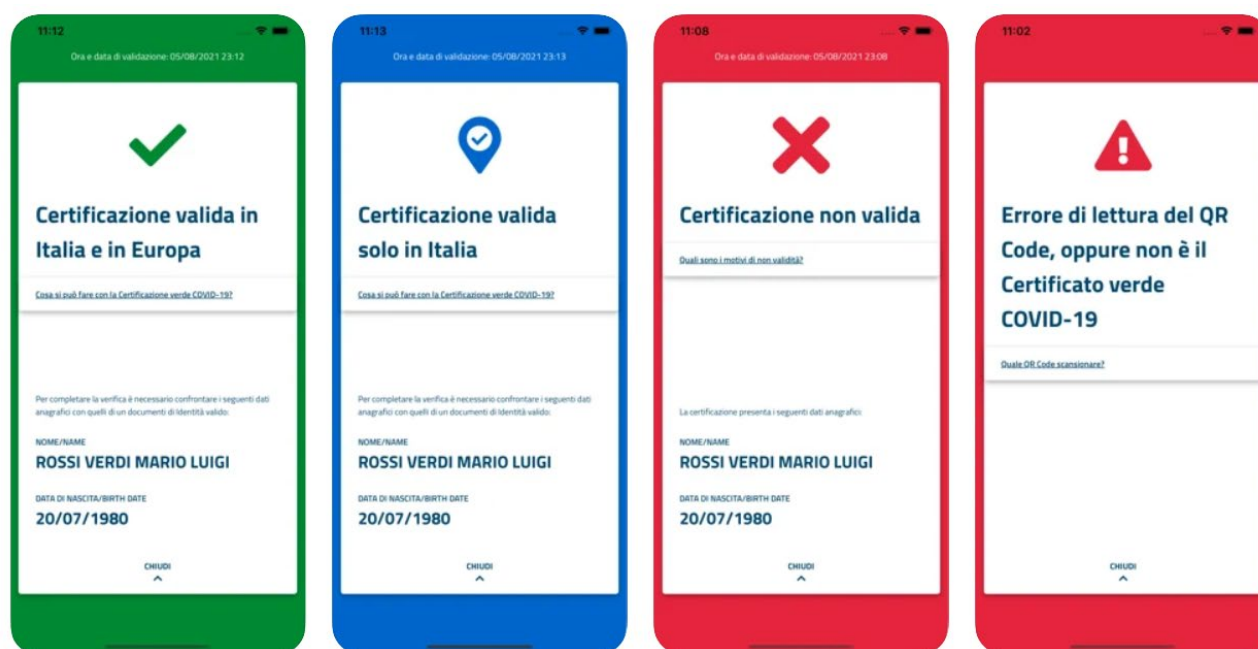 11:12
Ora e data di validazione: 05/08/2021 23:12
Certificazione valida in
Italia e in Europa
Cosa si può fare con la Certificazione verde COVID-19?
Per completare la verifica è necessario confrontare i seguenti dati
anagrafici con quelli di un documenti di Identità valido:
NOME/NAME
ROSSI VERDI MARIO LUIGI
DATA DI NASCITA/BIRTH DATE
20/07/1980
CHIUDI
11:13
Ora e data di validazione: 05/08/2021 23:13
Certificazione valida
solo in Italia
Cosa si può fare con la Certificazione verde COVID-19?
Per completare la verifica è necessario confrontare i seguenti dati
anagrafici con quelli di un documenti di Identità valido:
NOME/NAME
ROSSI VERDI MARIO LUIGI
DATA DI NASCITA/BIRTH DATE
20/07/1980
CHIUDI
11:08
Ora e data di validazione: 05/08/2021 23:08
Certificazione non valida
Quali sono i motivi di non validità?
La certificazione presenta i seguenti dati anagrafici:
NOME/NAME
ROSSI VERDI MARIO LUIGI
DATA DI NASCITA/BIRTH DATE
20/07/1980
CHIUDI
11:02
Errore di lettura del QR
Code, oppure non è il
Certificato verde
COVID-19
Quale QR Code scansionare?
CHIUDI